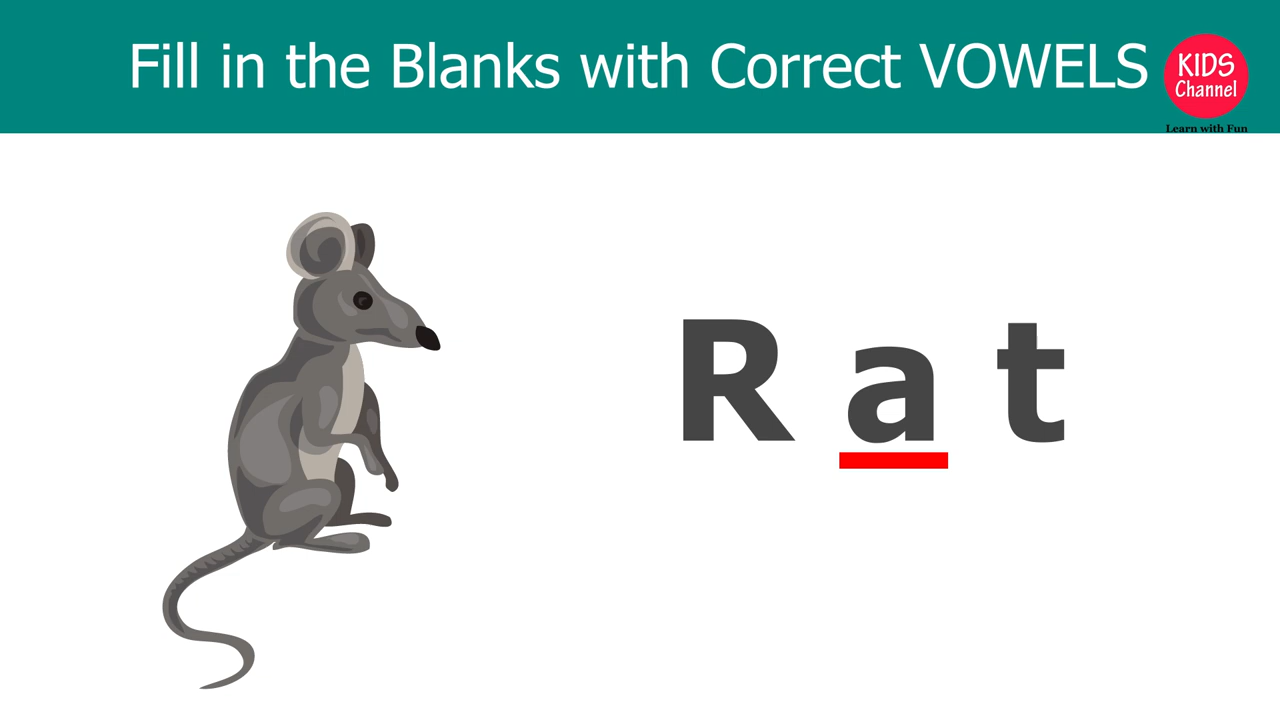 Fill in the Blanks with Correct VOWELS
KIDS
Channel
Learn with Fun
R a t